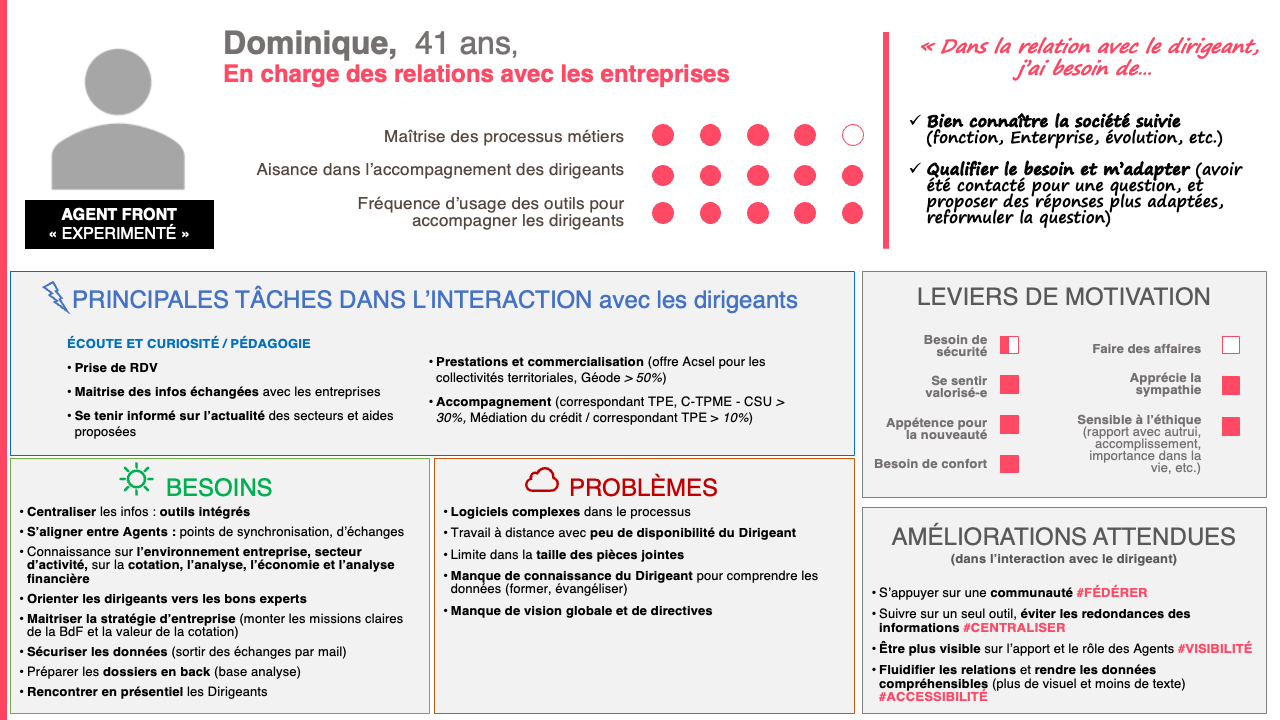 Dominique, 41 ans,
En charge des relations avec les entreprises
AGENT FRONT
« EXPERIMENTÉ »
Maîtrise des processus métiers
Aisance dans l'accompagnement des dirigeants
Fréquence d'usage des outils pour
accompagner les dirigeants
« Dans la relation avec le dirigeant,
j'ai besoin de…
✓ Bien connaître la société suivie
(fonction, Enterprise, évolution, etc.)
✓ Qualifier le besoin et m'adapter (avoir
été contacté pour une question, et
proposer des réponses plus adaptées,
reformuler la question)
PRINCIPALES TÂCHES DANS L'INTERACTION avec les dirigeants
ÉCOUTE ET CURIOSITÉ / PÉDAGOGIE
• Prise de RDV
• Maitrise des infos échangées avec les entreprises
• Se tenir informé sur l'actualité des secteurs et aides
proposées
• Prestations et commercialisation (offre Acsel pour les
collectivités territoriales, Géode > 50%)
• Accompagnement (correspondant TPE, C-TPME - CSU >
30%, Médiation du crédit / correspondant TPE > 10%)
BESOINS
• Centraliser les infos : outils intégrés
• S'aligner entre Agents : points de synchronisation, d'échanges
• Connaissance sur l'environnement entreprise, secteur
d'activité, sur la cotation, l'analyse, l'économie et l'analyse
financière
• Orienter les dirigeants vers les bons experts
• Maitriser la stratégie d'entreprise (monter les missions claires
de la BdF et la valeur de la cotation)
• Sécuriser les données (sortir des échanges par mail)
• Préparer les dossiers en back (base analyse)
• Rencontrer en présentiel les Dirigeants
PROBLÈMES
• Logiciels complexes dans le processus
• Travail à distance avec peu de disponibilité du Dirigeant
• Limite dans la taille des pièces jointes
• Manque de connaissance du Dirigeant pour comprendre les
données (former, évangéliser)
• Manque de vision globale et de directives
LEVIERS DE MOTIVATION
Besoin de
sécurité
Se sentir
valorisé-e
Appétence pour
la nouveauté
Besoin de confort
Faire des affaires
Apprécie la
sympathie
Sensible à l'éthique
(rapport avec autrui,
accomplissement,
importance dans la
vie, etc.)
AMÉLIORATIONS ATTENDUES
(dans l'interaction avec le dirigeant)
• S'appuyer sur une communauté #FÉDÉRER
• Suivre sur un seul outil, éviter les redondances des
informations #CENTRALISER
• Être plus visible sur l'apport et le rôle des Agents #VISIBILITÉ
• Fluidifier les relations et rendre les données
compréhensibles (plus de visuel et moins de texte)
#ACCESSIBILITÉ